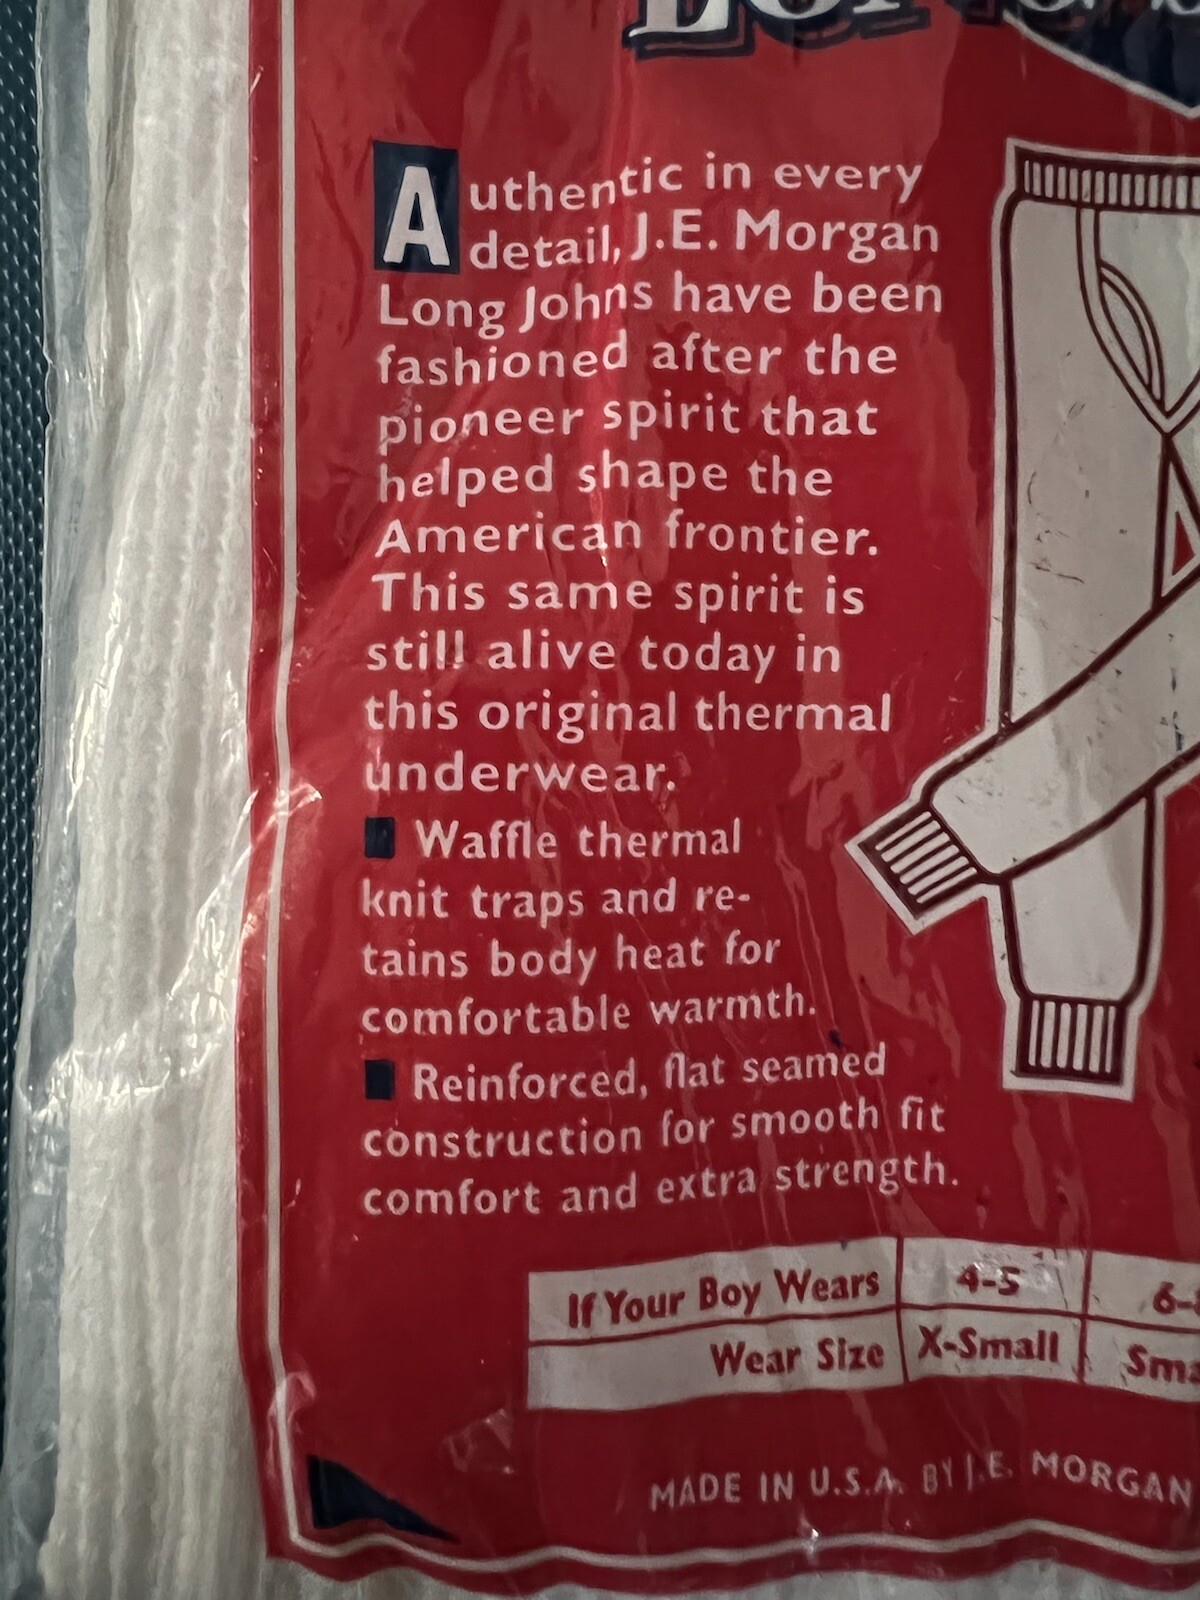 Authentic in every
detail, J.E. Morgan
Long Johns have been
fashioned after the
pioneer spirit that
helped shape the
American frontier.
This same spirit is
still alive today in
this original thermal
underwear.
Waffle thermal
knit traps and re-
tains body heat for
comfortable warmth.
Reinforced, flat seamed
construction for smooth fit
comfort and extra strength.
If Your Boy Wears 4-5 6-
Wear Size X-Small Sma
MADE IN U.S.A. BY J.E. MORGAN